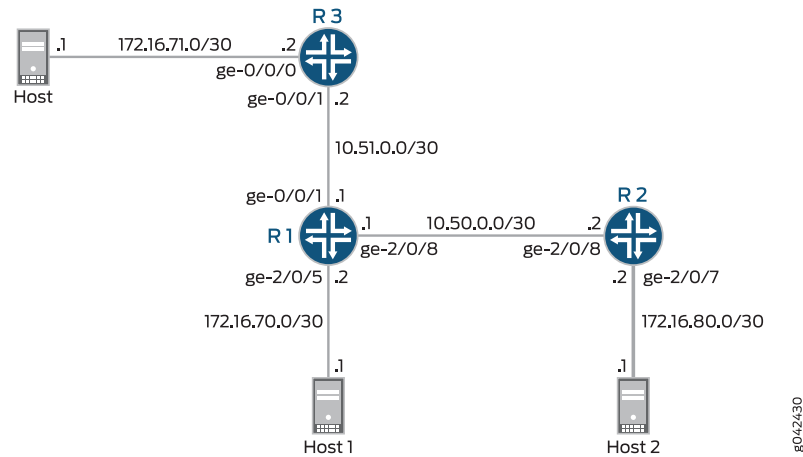 R 3
.1 172.16.71.0/30 .2
ge-0/0/0
Host
ge-0/0/1 .2
10.51.0.0/30
ge-0/0/1 .1
R 2
R 1
.1 10.50.0.0/30 .2
ge-2/0/8 ge-2/0/8
ge-2/0/5 .2
.2 ge-2/0/7
172.16.70.0/30
172.16.80.0/30
.1
.1
Host 1
Host 2
g042430